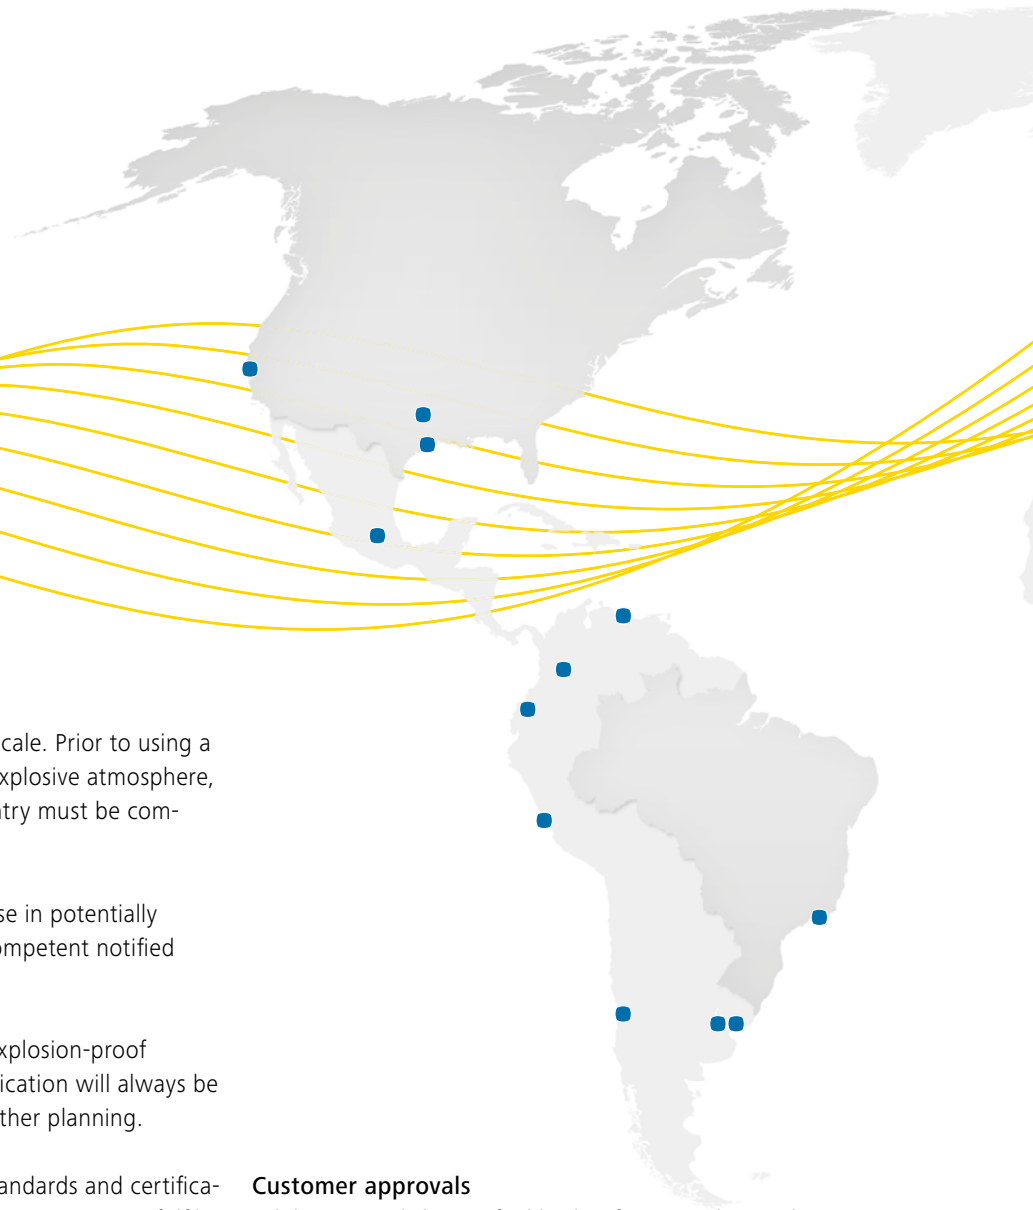 cale. Prior to using a
xplosive atmosphere,
ntry must be com-
se in potentially
ompetent notified
xplosion-proof
ication will always be
ther planning.
andards and certifica-
Customer approvals